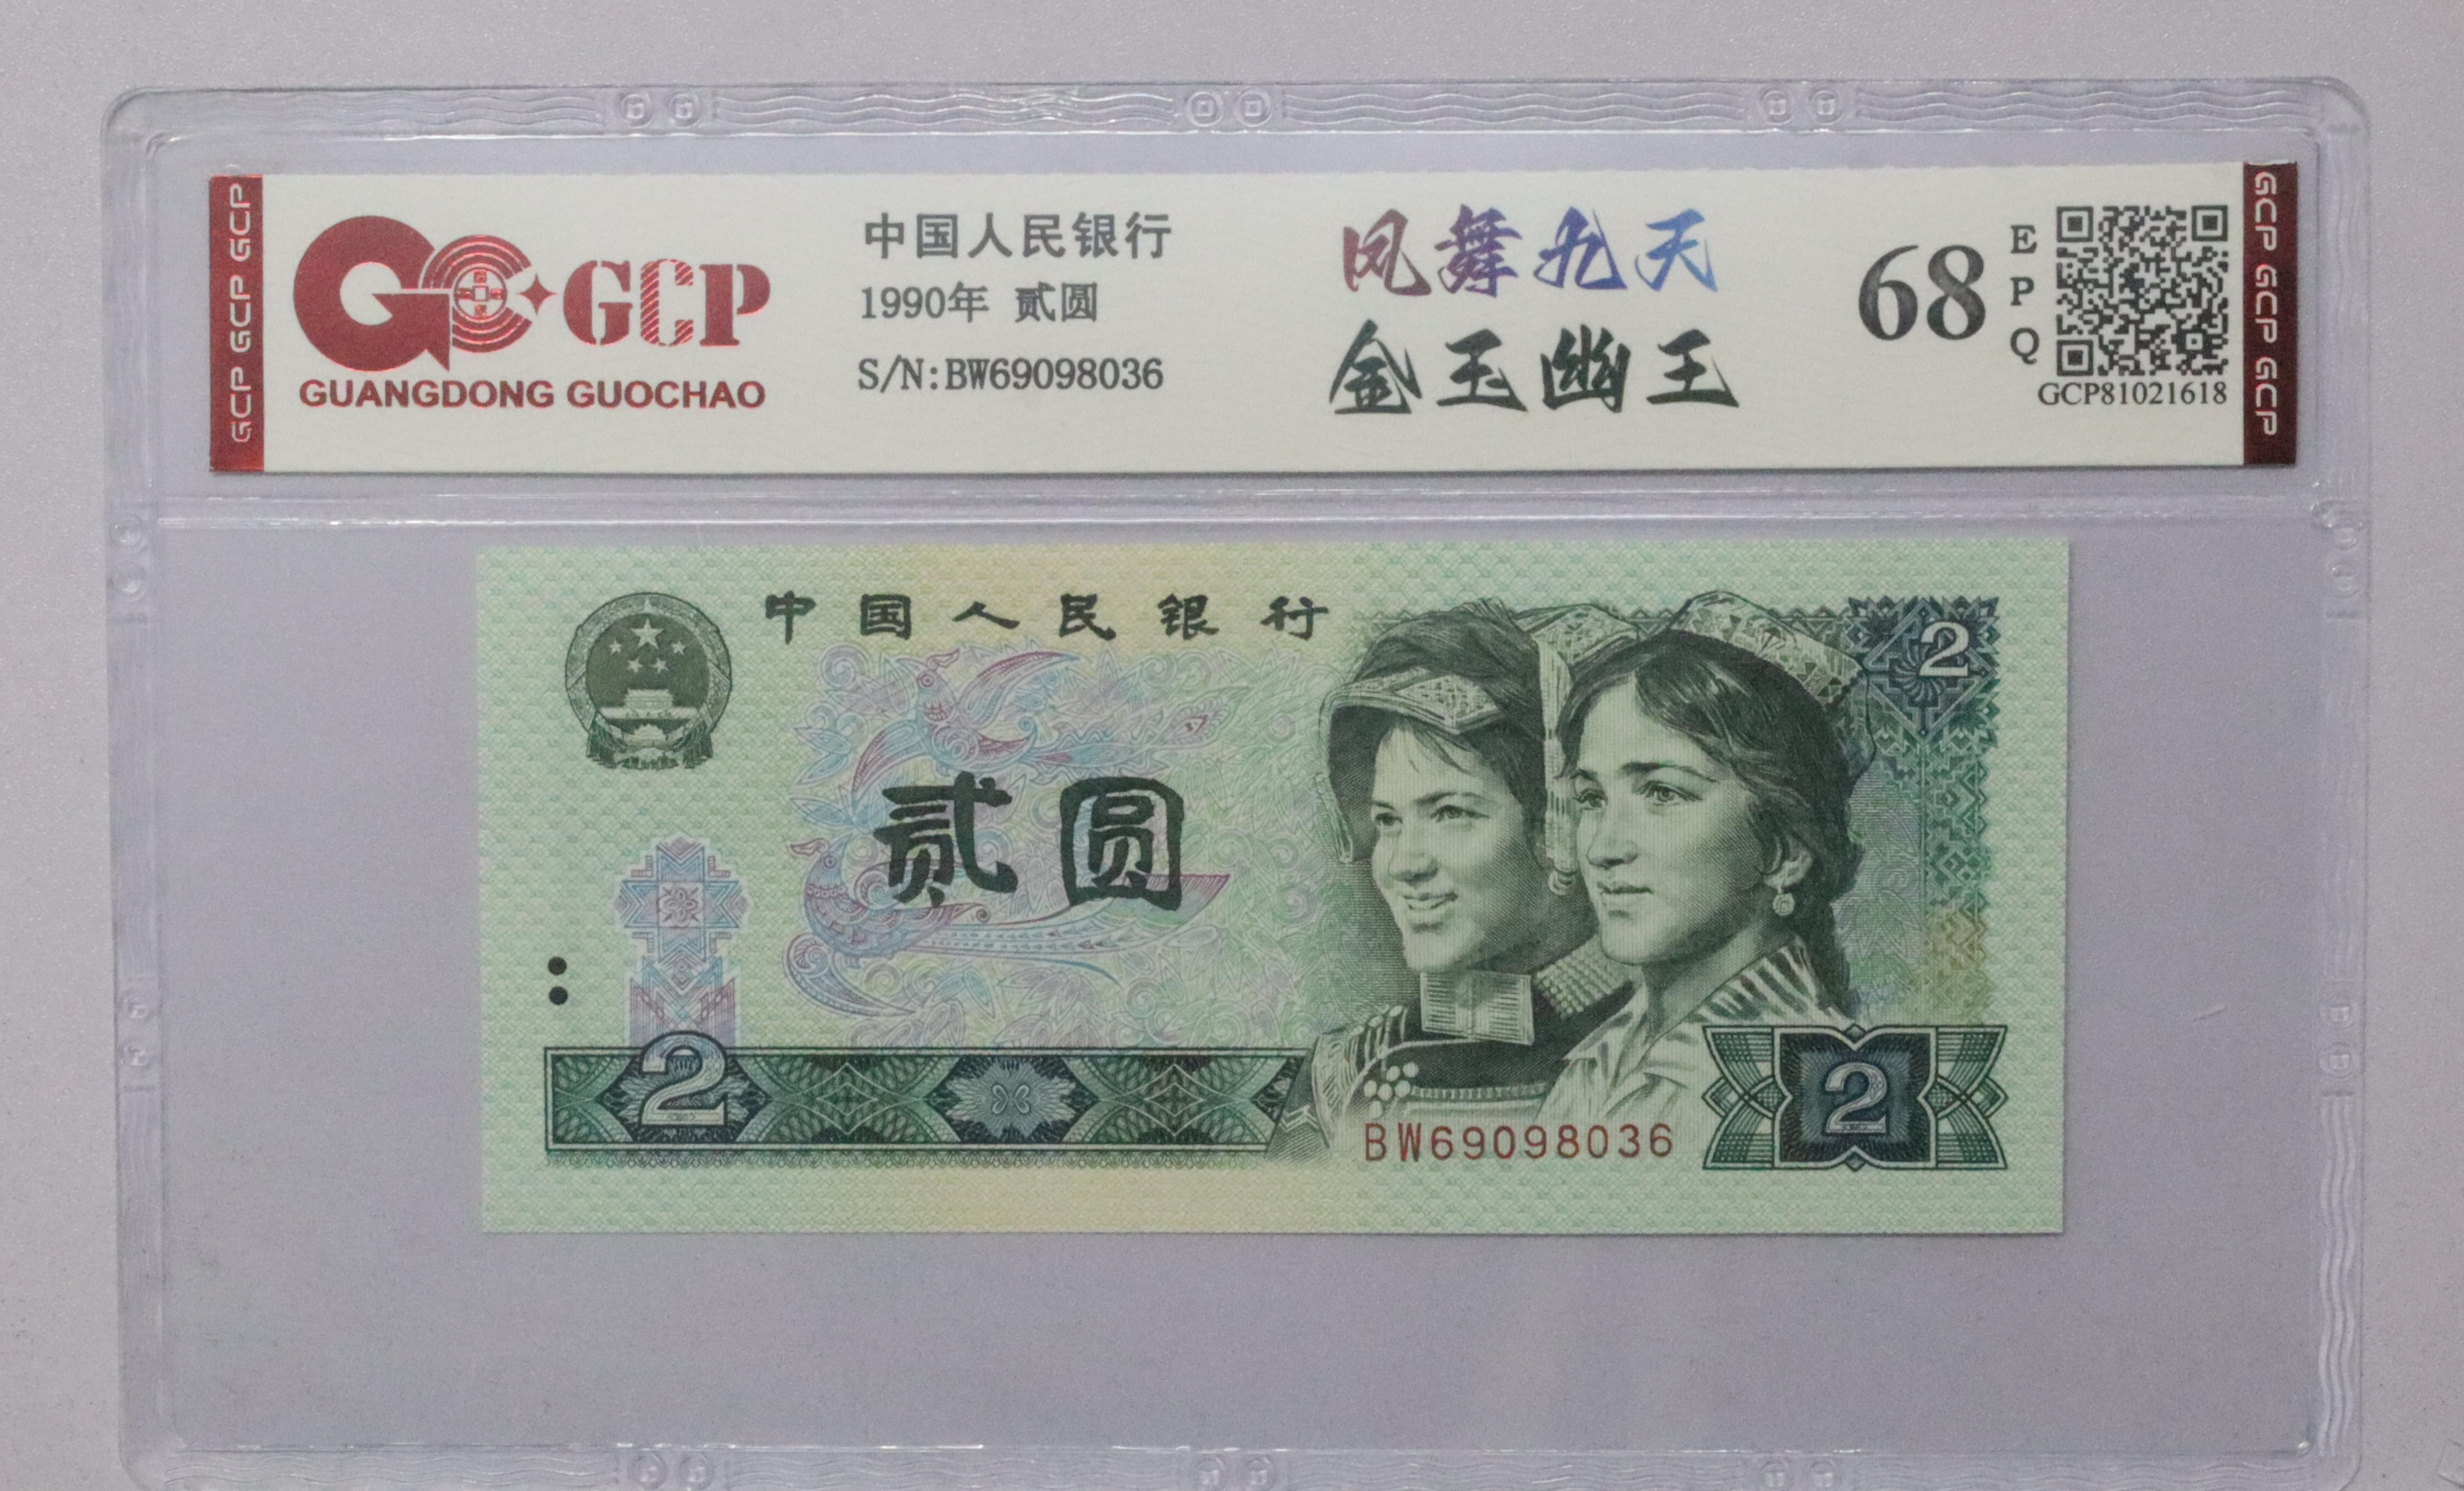 GCP GCP GCP
GCP
GUANGDONG GUOCHAO
中国人民银行
1990年 贰圆
S/N:BW69098036
凤舞九天
金玉幽王
68
EPQ
GCP81021618
GCP GCP GCP
中国人民银行
2
贰圆
2
2
BW69098036